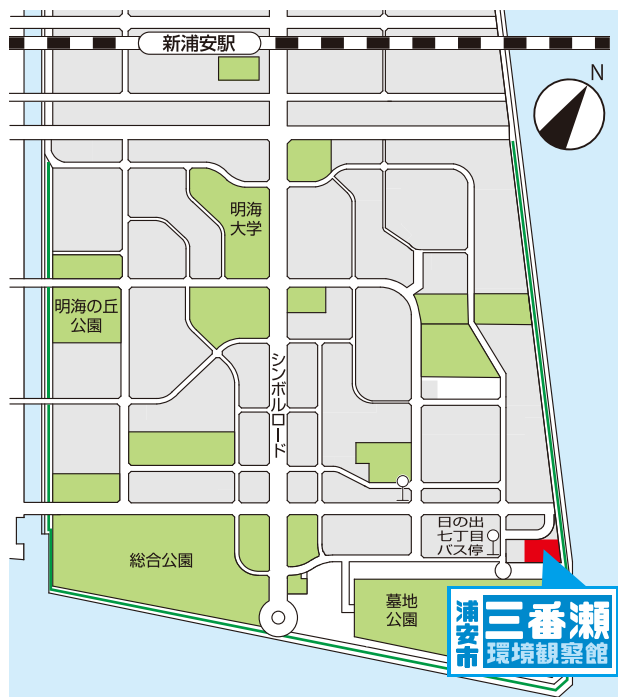 新浦安駅
N
明海
大学
明海の丘
公園
シンボルロード
日の出
七丁目
バス停
総合公園
墓地
公園
浦安市
三番瀬
環境観察館